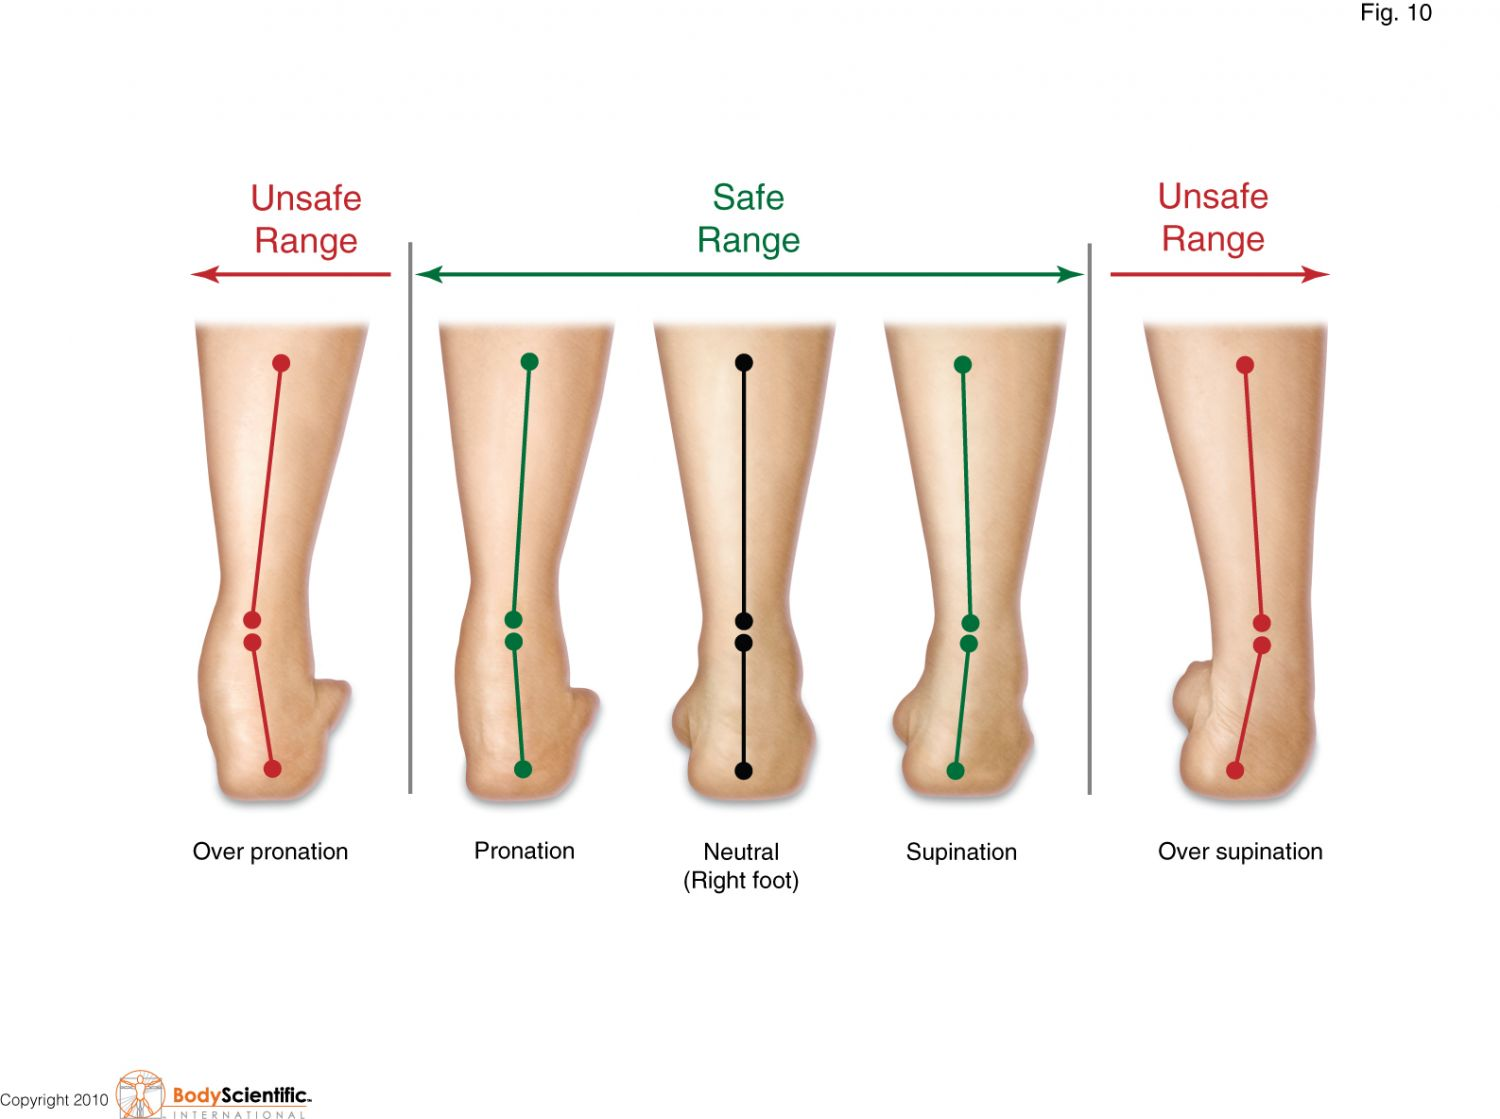 Fig. 10
Unsafe
Range
Safe
Range
Unsafe
Range
Over pronation
Pronation
Neutral
(Right foot)
Supination
Over supination
Copyright 2010
BodyScientific™
INTERNATIONAL